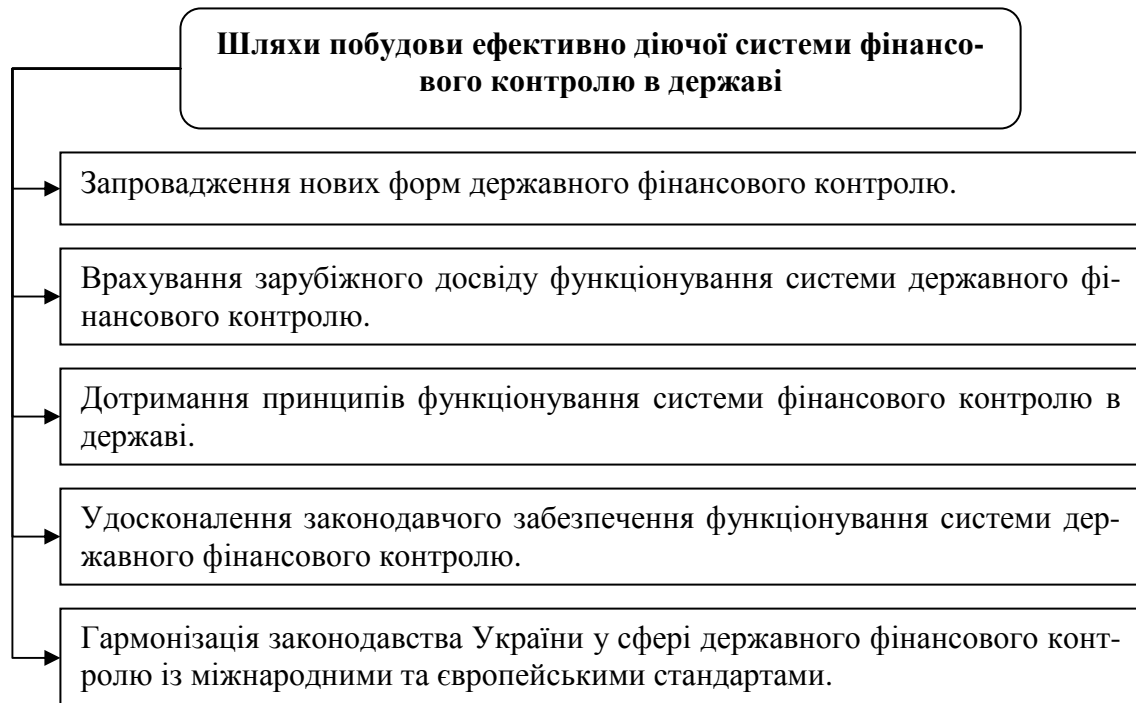 Шляхи побудови ефективно діючої системи фінансо-
вого контролю в державі
Запровадження нових форм державного фінансового контролю.
Врахування зарубіжного досвіду функціонування системи державного фі-
нансового контролю.
Дотримання принципів функціонування системи фінансового контролю в
державі.
Удосконалення законодавчого забезпечення функціонування системи дер-
жавного фінансового контролю.
Гармонізація законодавства України у сфері державного фінансового конт-
ролю із міжнародними та європейськими стандартами.